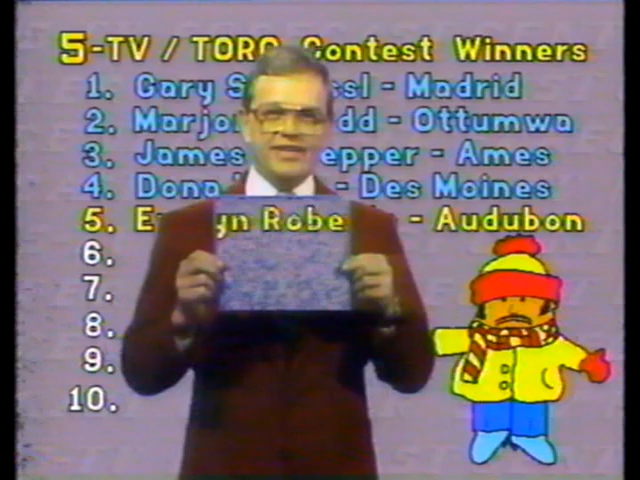 5-TV / TORO Contest Winners
1. Gary S ssl - Madrid
2. Marjo dd - Ottumwa
3. James epper - Ames
4. Dona - Des Moines
5. E yn Robe - Audubon
6.
7.
8.
9.
10.